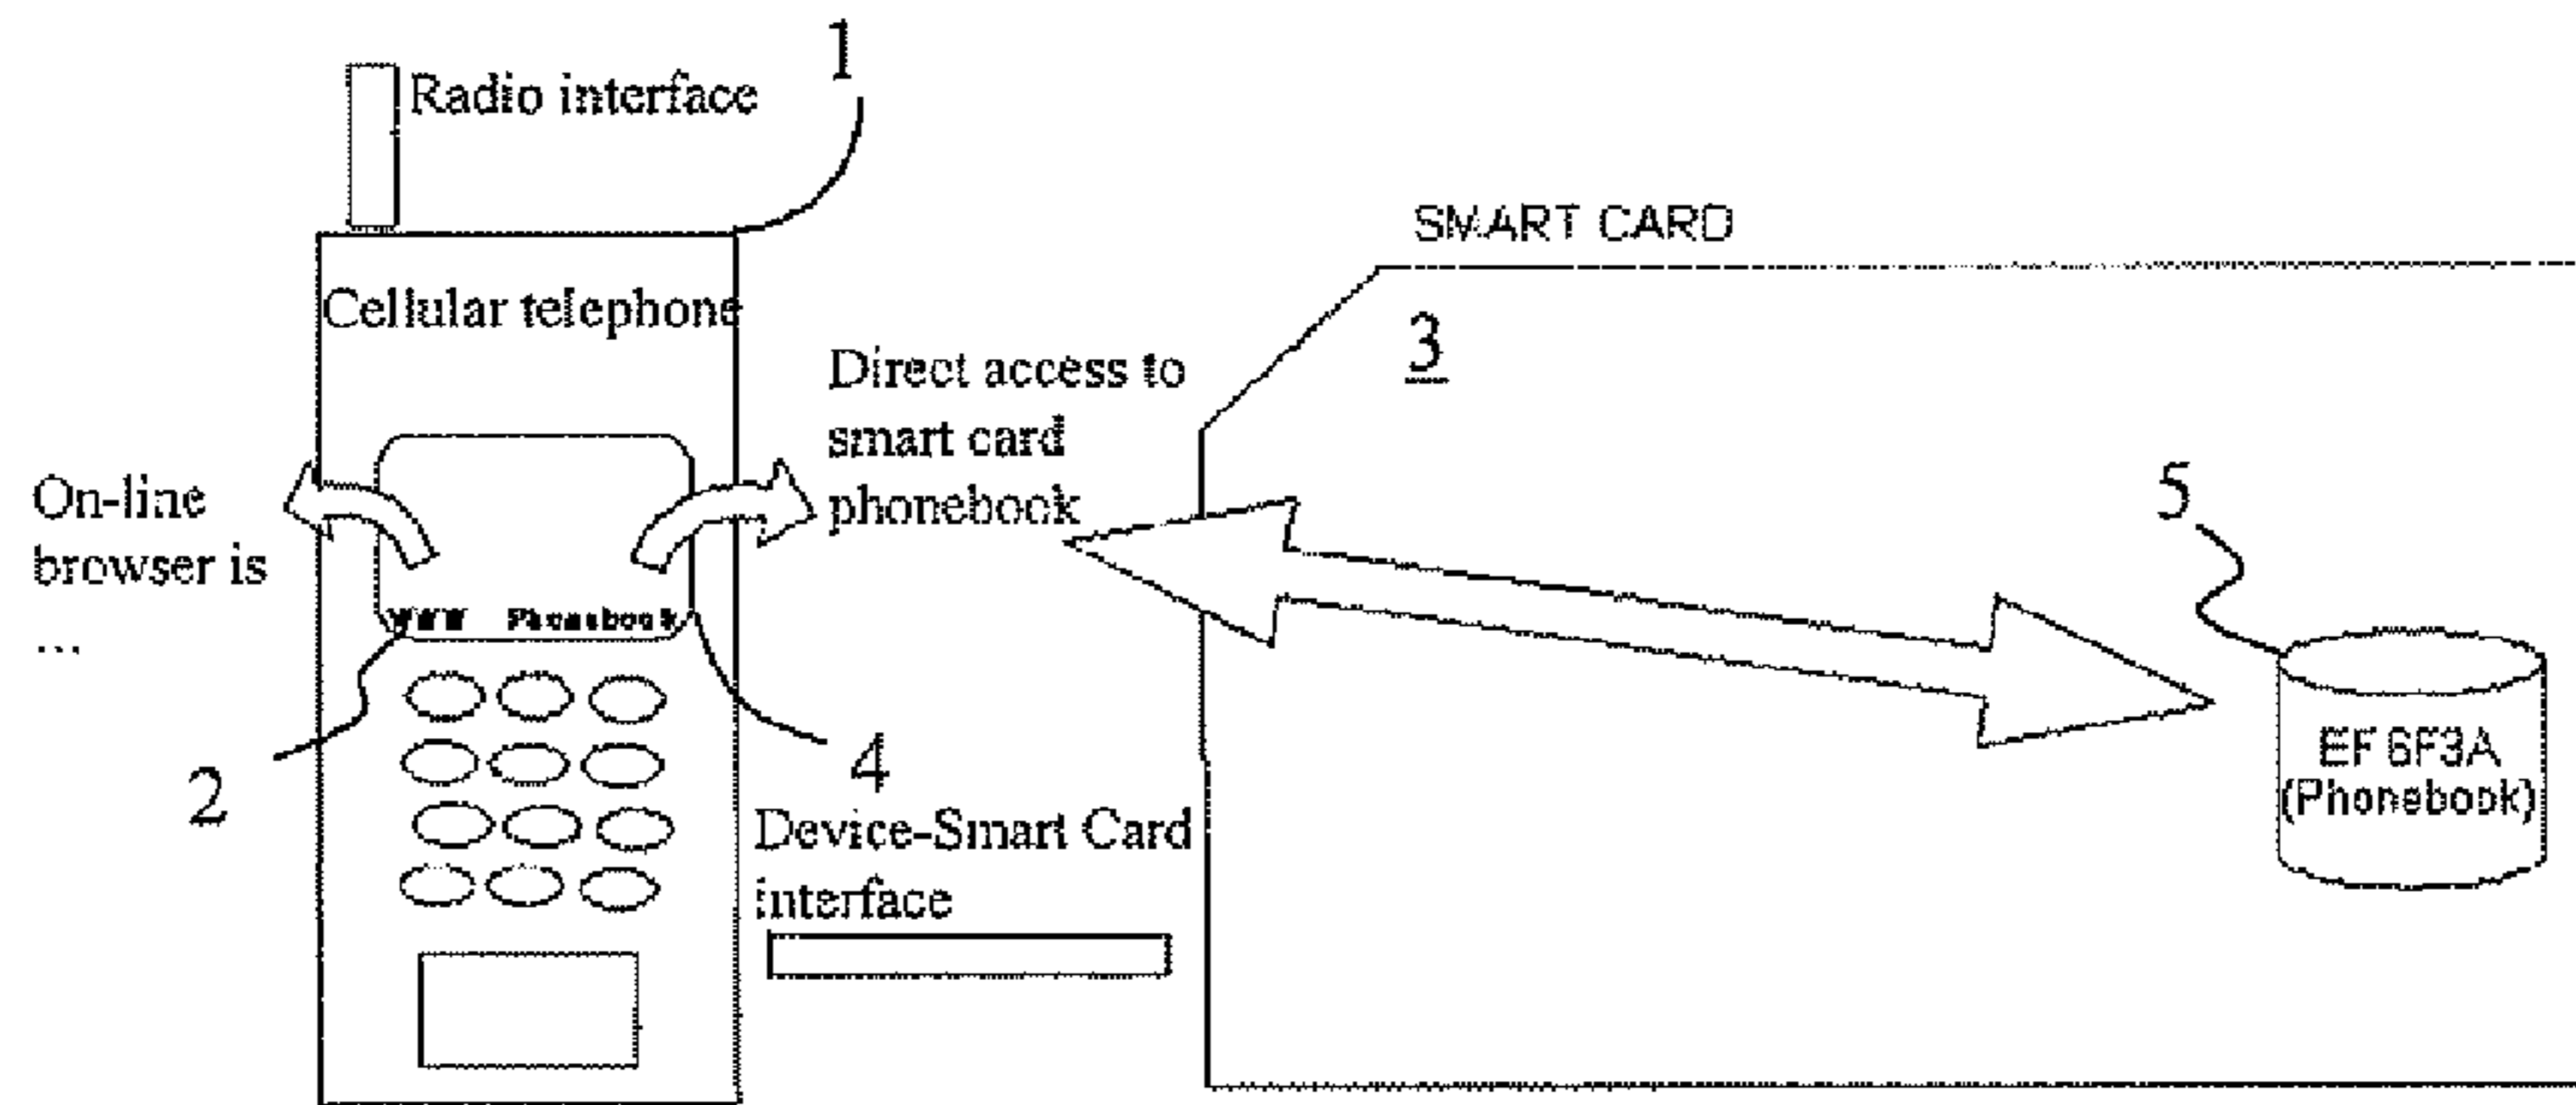 1
Radio interface
SMART CARD
Cellular telephone
3
Direct access to
smart card
phonebook
On-line
browser is
...
5
WWW Phonebook
2
4
EF 6F3A
(Phonebook)
Device-Smart Card
interface